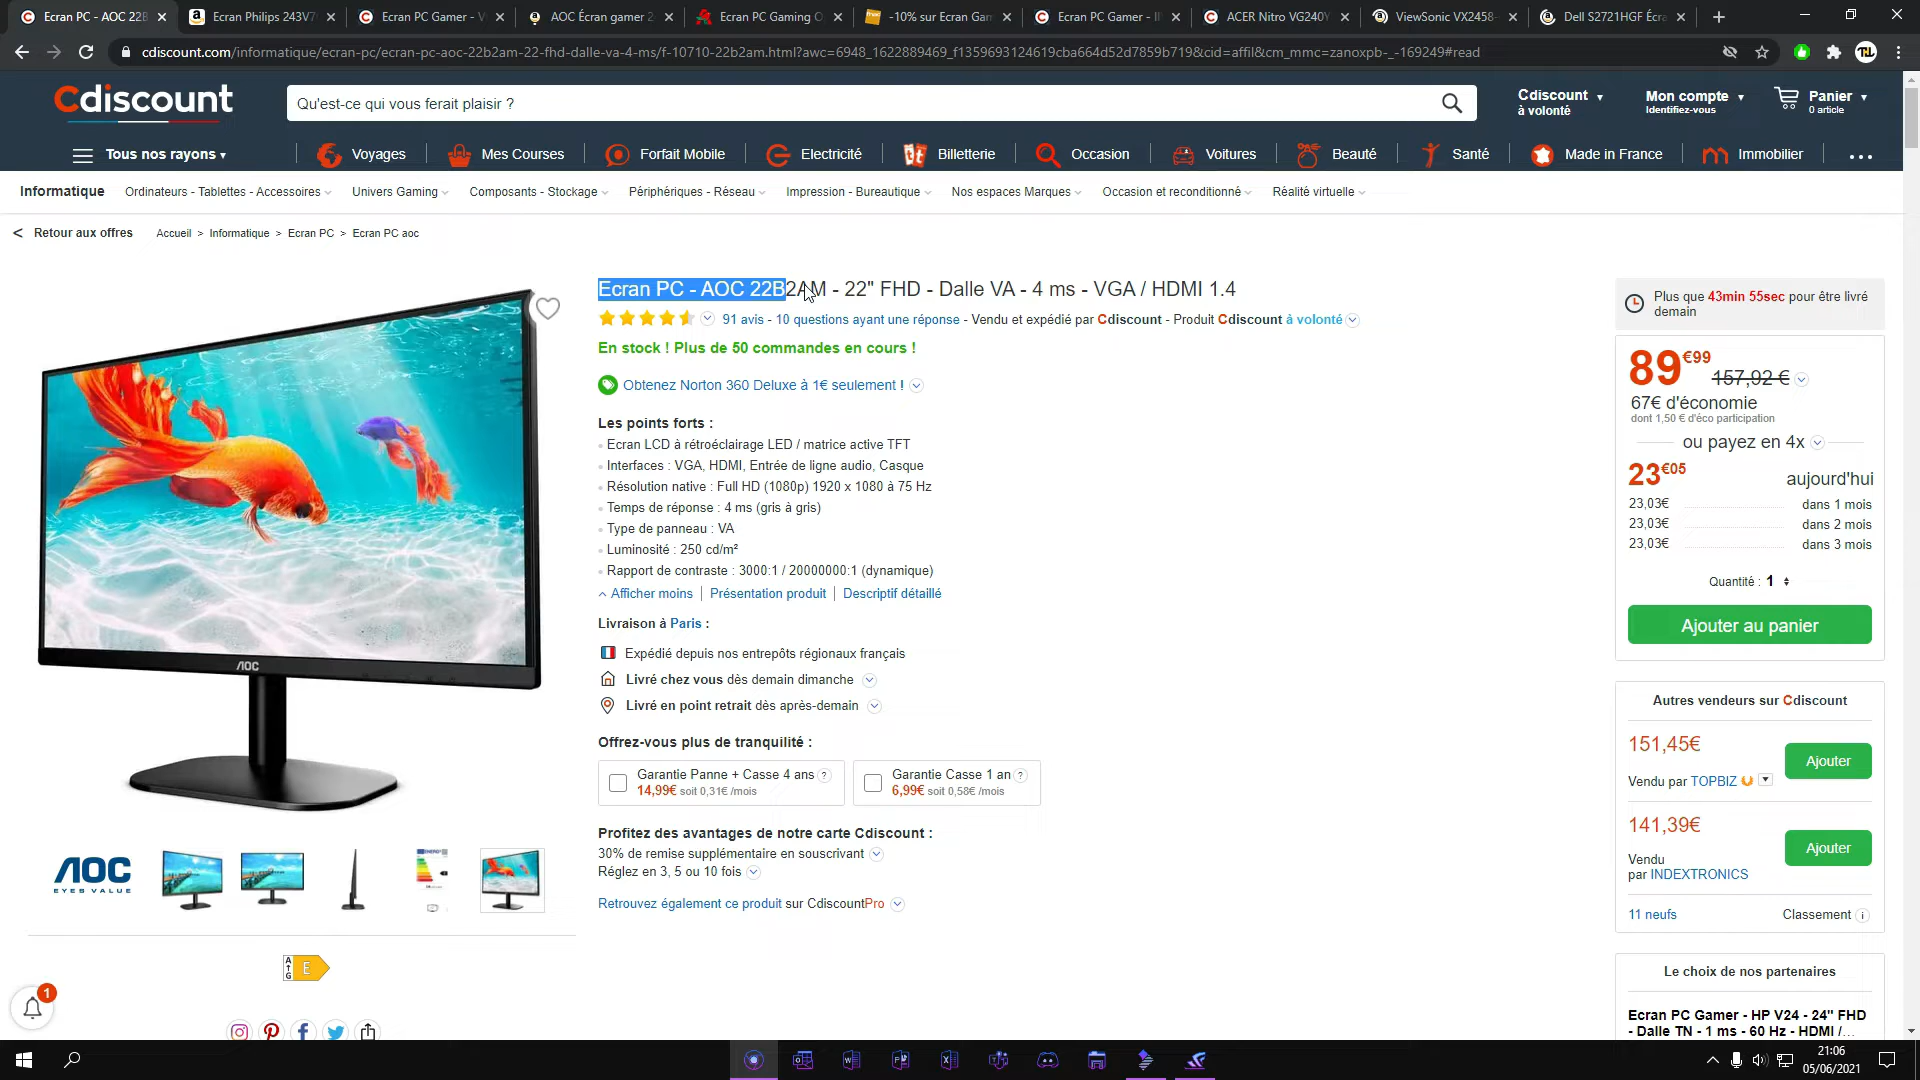 Ecran PC - AOC 22B
Ecran Philips 243V7
Ecran PC Gamer - V
AOC Écran gamer 2
Ecran PC Gaming O
-10% sur Ecran Gam
Ecran PC Gamer - II
ACER Nitro VG240Y
ViewSonic VX2458-
Dell S2721HGF Écra
cdiscount.com/informatique/ecran-pc/ecran-pc-aoc-22b2am-22-fhd-dalle-va-4-ms/f-10710-22b2am.html?awc=6948_1622889469_f1359693124619cba664d52d7859b719&cid=affil&cm_mmc=zanoxpb-_-169249#read
Cdiscount
Qu'est-ce qui vous ferait plaisir ?
Cdiscount
à volonté
Mon compte
Identifiez-vous
Panier
0 article
Tous nos rayons
Voyages
Mes Courses
Forfait Mobile
Electricité
Billetterie
Occasion
Voitures
Beauté
Santé
Made in France
Immobilier
Informatique
Ordinateurs - Tablettes - Accessoires
Univers Gaming
Composants - Stockage
Périphériques - Réseau
Impression - Bureautique
Nos espaces Marques
Occasion et reconditionné
Réalité virtuelle
< Retour aux offres
Accueil > Informatique > Ecran PC > Ecran PC aoc
Ecran PC - AOC 22B2AM - 22" FHD - Dalle VA - 4 ms - VGA / HDMI 1.4
91 avis - 10 questions ayant une réponse - Vendu et expédié par Cdiscount - Produit Cdiscount à volonté
En stock ! Plus de 50 commandes en cours !
Obtenez Norton 360 Deluxe à 1€ seulement !
Les points forts :
Ecran LCD à rétroéclairage LED / matrice active TFT
Interfaces : VGA, HDMI, Entrée de ligne audio, Casque
Résolution native : Full HD (1080p) 1920 x 1080 à 75 Hz
Temps de réponse : 4 ms (gris à gris)
Type de panneau : VA
Luminosité : 250 cd/m²
Rapport de contraste : 3000:1 / 20000000:1 (dynamique)
Afficher moins | Présentation produit | Descriptif détaillé
Livraison à Paris :
Expédié depuis nos entrepôts régionaux français
Livré chez vous dès demain dimanche
Livré en point retrait dès après-demain
Offrez-vous plus de tranquilité :
Garantie Panne + Casse 4 ans ?
14,99€ soit 0,31€ /mois
Garantie Casse 1 an ?
6,99€ soit 0,58€ /mois
Profitez des avantages de notre carte Cdiscount :
30% de remise supplémentaire en souscrivant
Réglez en 3, 5 ou 10 fois
Retrouvez également ce produit sur CdiscountPro
AOC
AOC
EYES VALUE
A
G
E
1
Plus que 43min 55sec pour être livré
demain
89€99
157,92 €
67€ d'économie
dont 1,50 € d'éco participation
ou payez en 4x
23€05
aujourd'hui
23,03€ dans 1 mois
23,03€ dans 2 mois
23,03€ dans 3 mois
Quantité : 1
Ajouter au panier
Autres vendeurs sur Cdiscount
151,45€
Ajouter
Vendu par TOPBIZ
141,39€
Ajouter
Vendu
par INDEXTRONICS
11 neufs
Classement i
Le choix de nos partenaires
Ecran PC Gamer - HP V24 - 24" FHD
- Dalle TN - 1 ms - 60 Hz - HDMI /...
21:06
05/06/2021